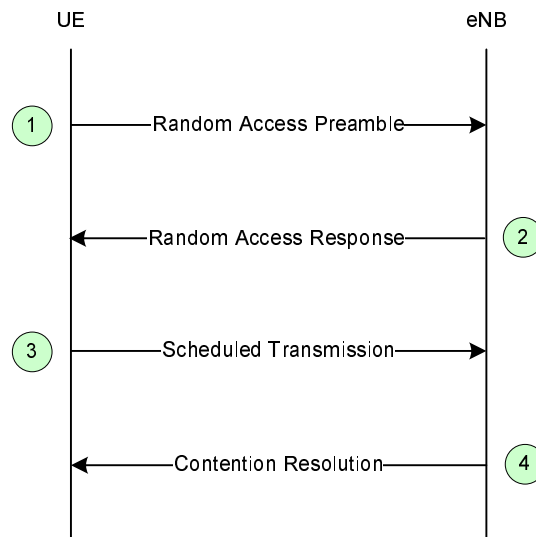 UE
eNB
1
Random Access Preamble
Random Access Response
2
3
Scheduled Transmission
Contention Resolution
4